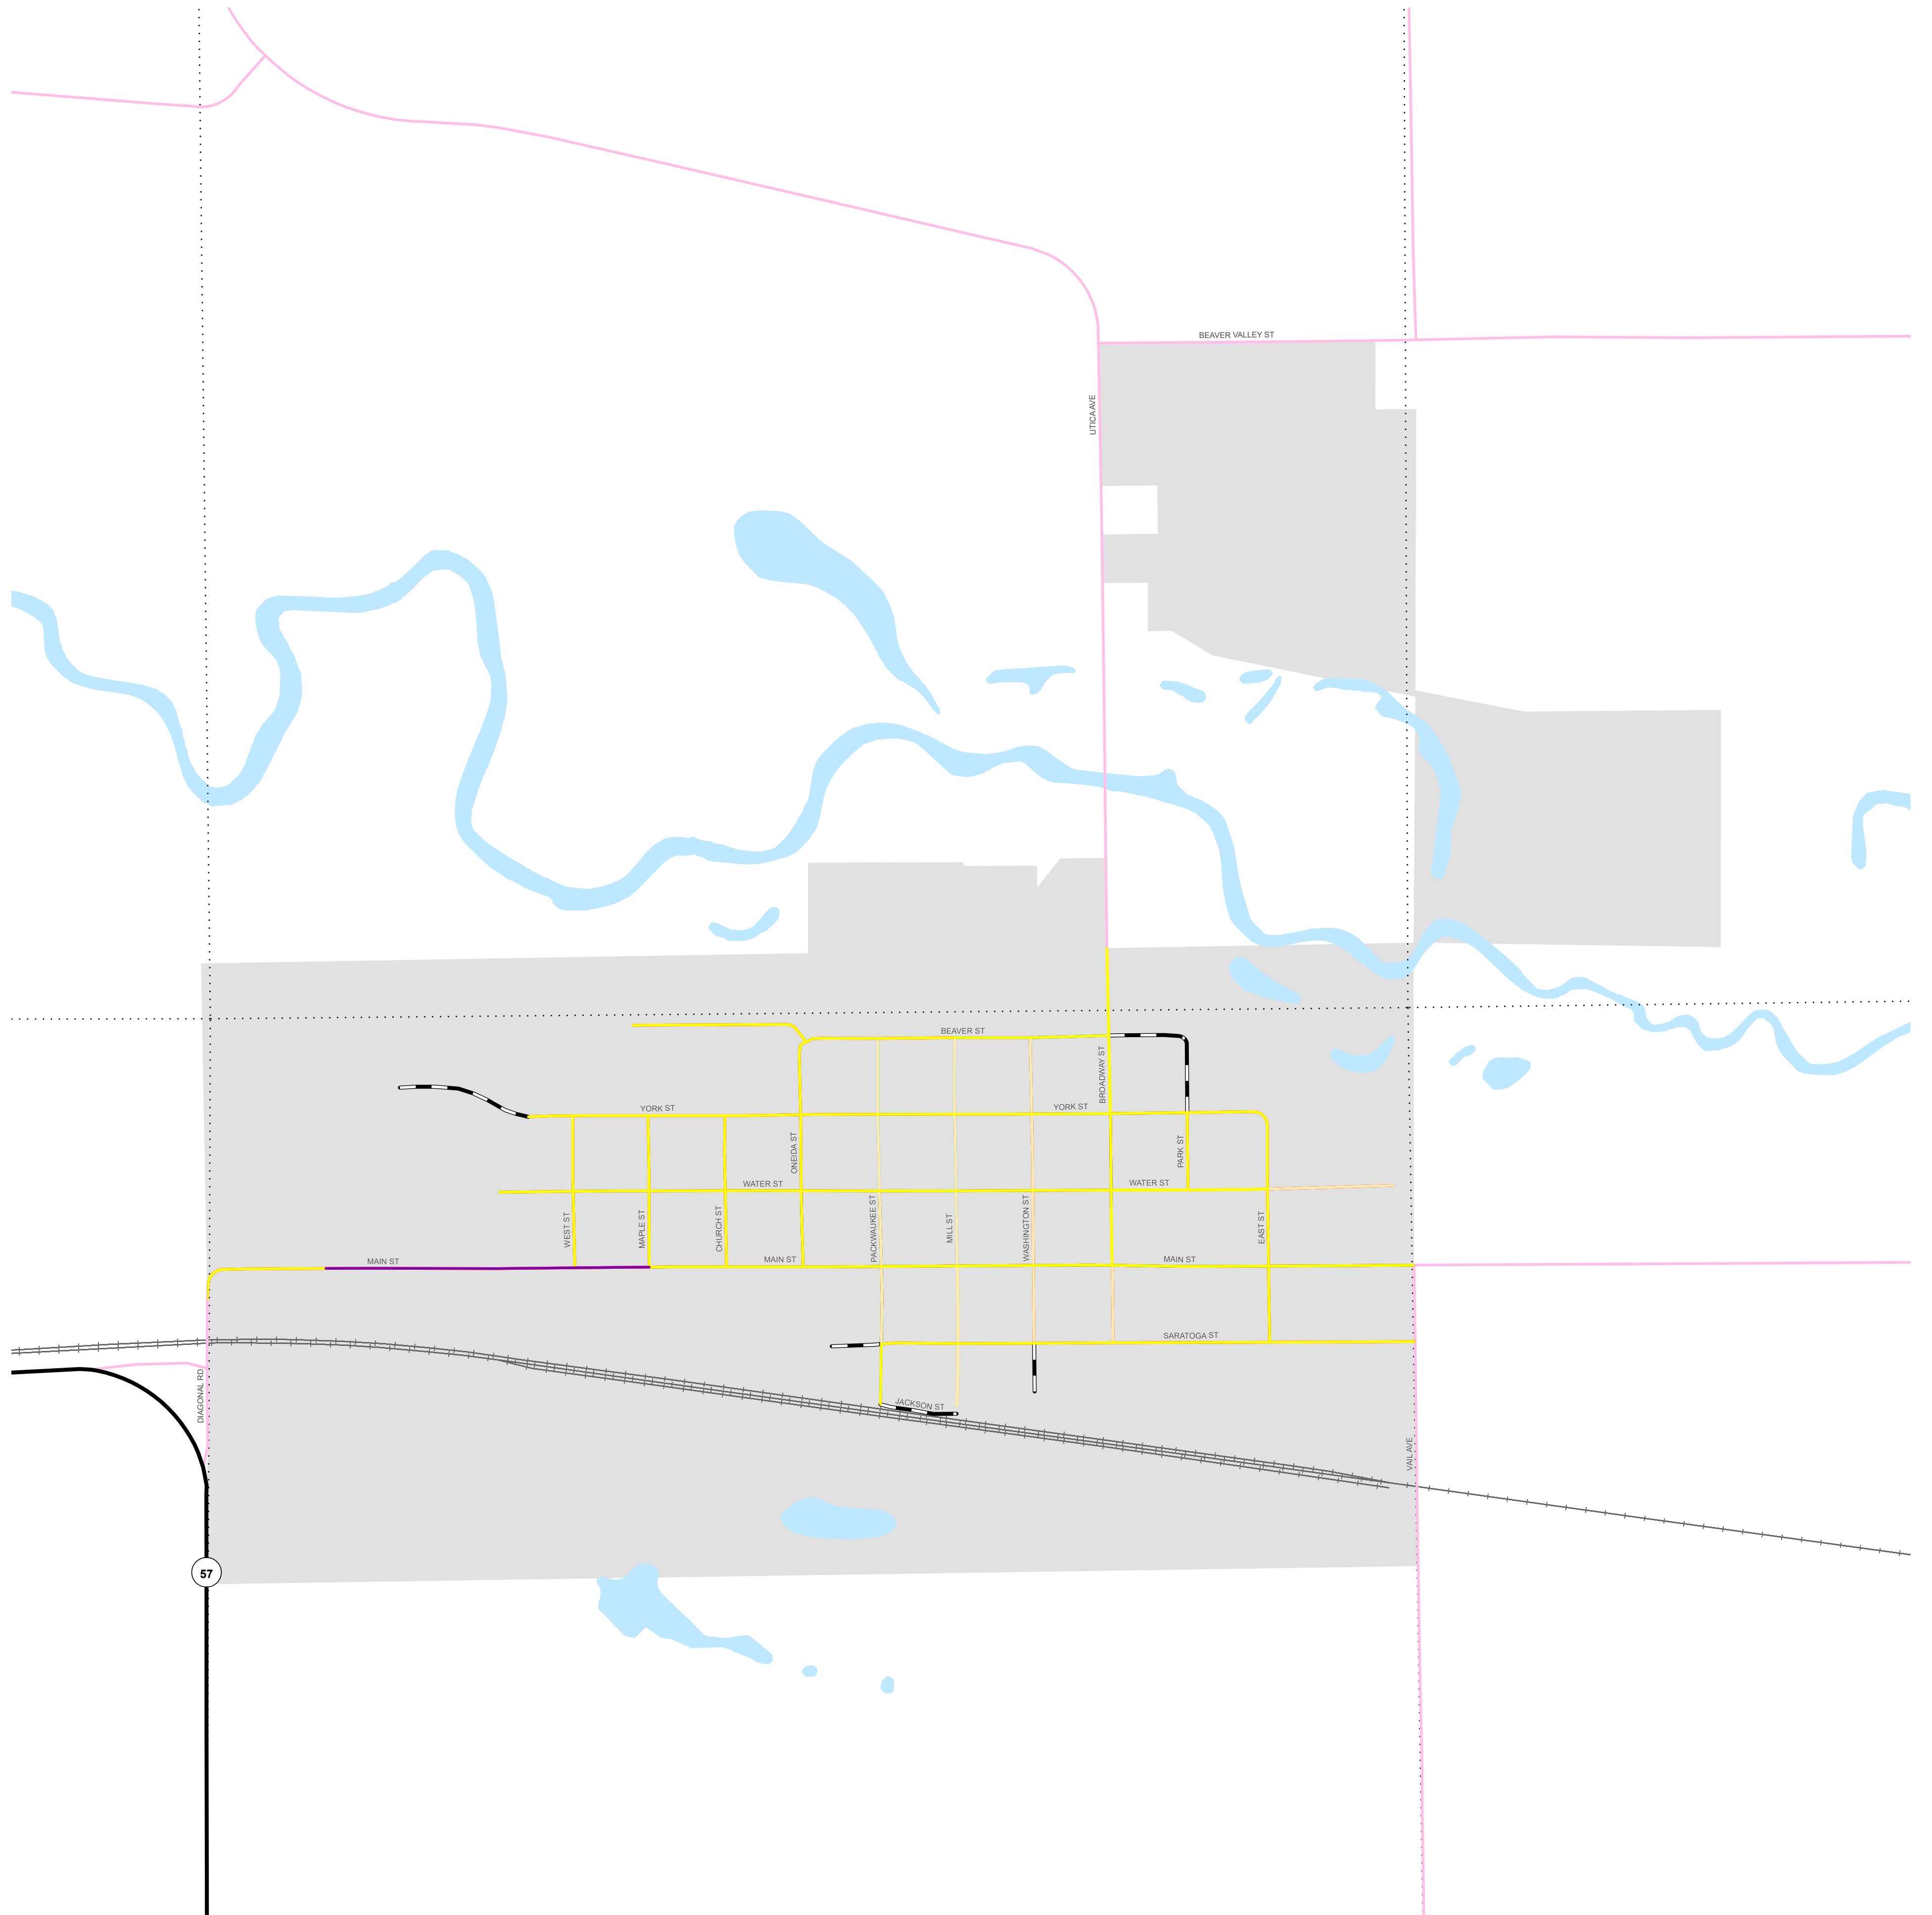 BEAVER VALLEY ST
UTICA AVE
BEAVER ST
BROADWAY ST
YORK ST
YORK ST
ONEIDA ST
PARK ST
WATER ST
WATER ST
WEST ST
MAPLE ST
CHURCH ST
PACKWAUKEE ST
MILL ST
WASHINGTON ST
EAST ST
MAIN ST
MAIN ST
MAIN ST
SARATOGA ST
DIAGONAL RD
JACKSON ST
VAIL AVE
57